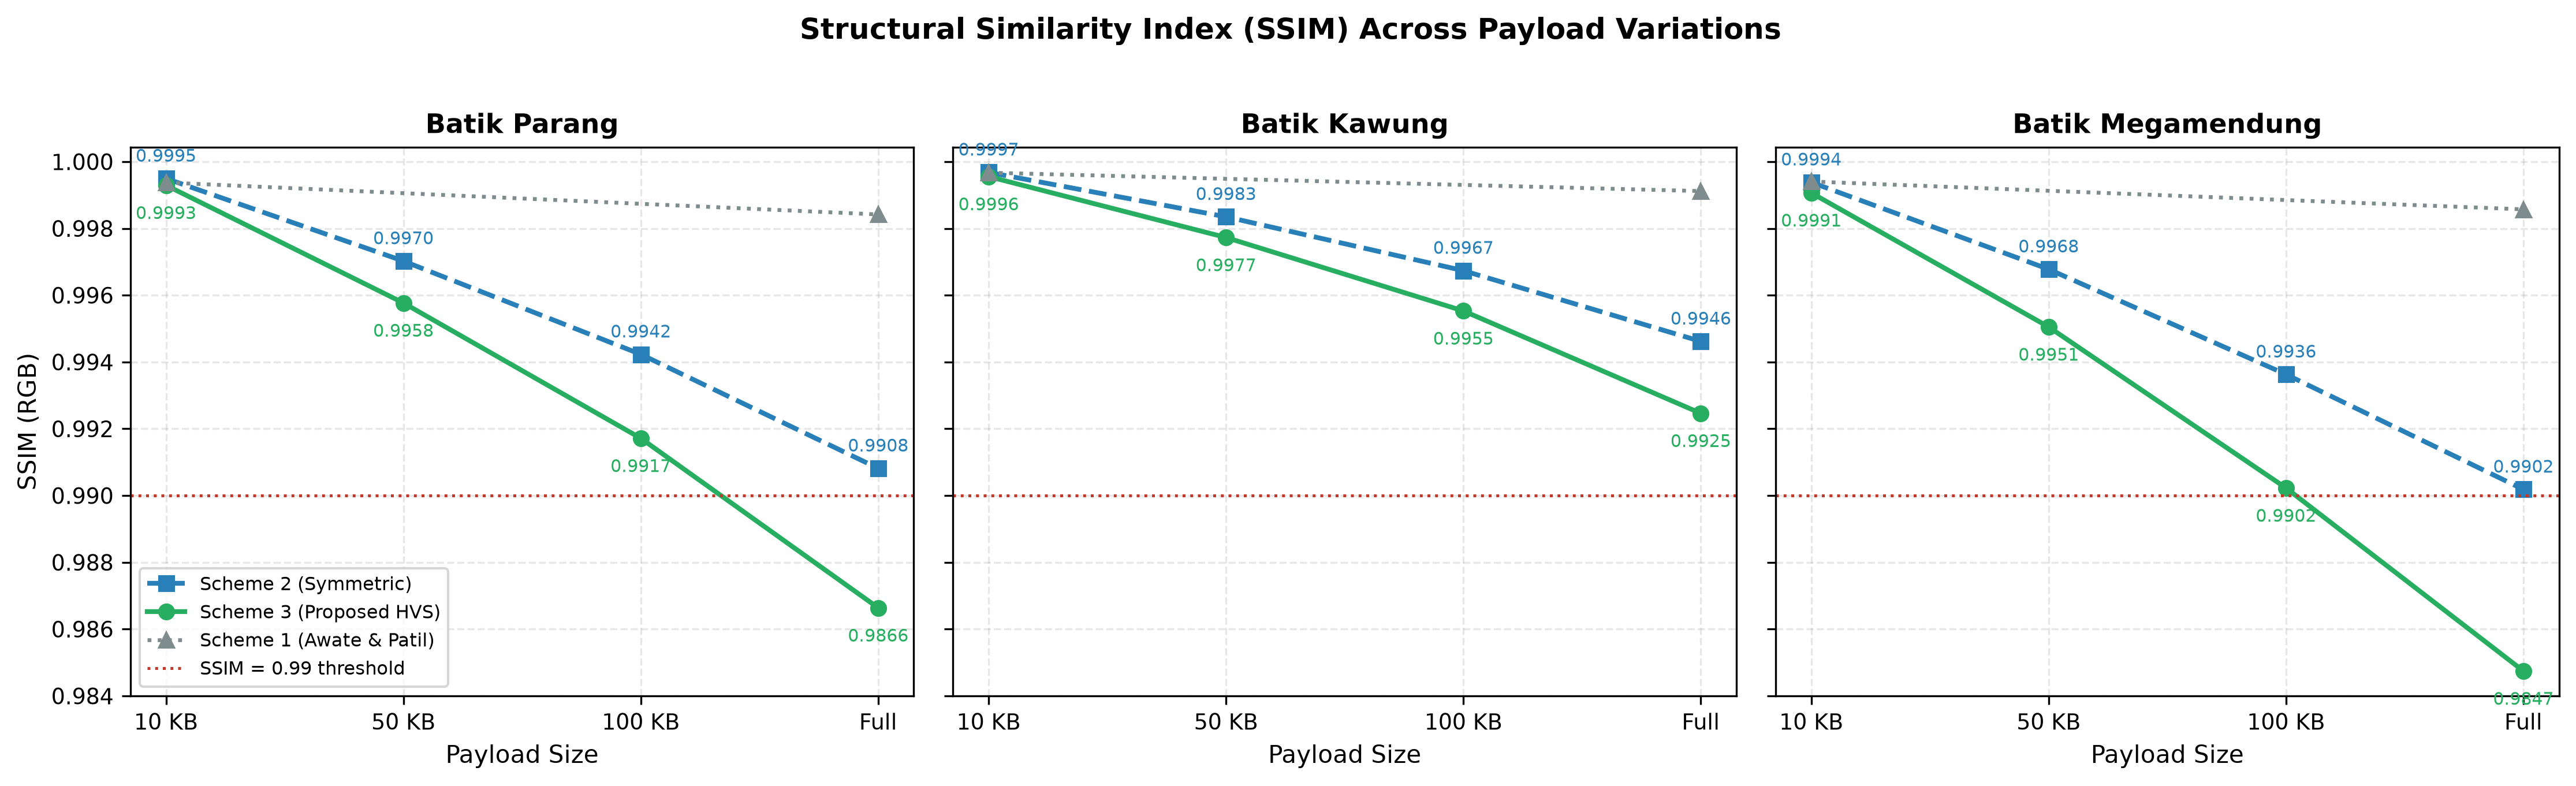 Structural Similarity Index (SSIM) Across Payload Variations
Batik Parang
SSIM (RGB)
1.000
0.998
0.996
0.994
0.992
0.990
0.988
0.986
0.984
0.9995
0.9970
0.9942
0.9908
0.9993
0.9958
0.9917
0.9866
Scheme 2 (Symmetric)
Scheme 3 (Proposed HVS)
Scheme 1 (Awate & Patil)
SSIM = 0.99 threshold
10 KB 50 KB 100 KB Full
Payload Size
Batik Kawung
0.9997
0.9983
0.9967
0.9946
0.9996
0.9977
0.9955
0.9925
10 KB 50 KB 100 KB Full
Payload Size
Batik Megamendung
0.9994
0.9968
0.9936
0.9902
0.9991
0.9951
0.9902
0.9847
10 KB 50 KB 100 KB Full
Payload Size